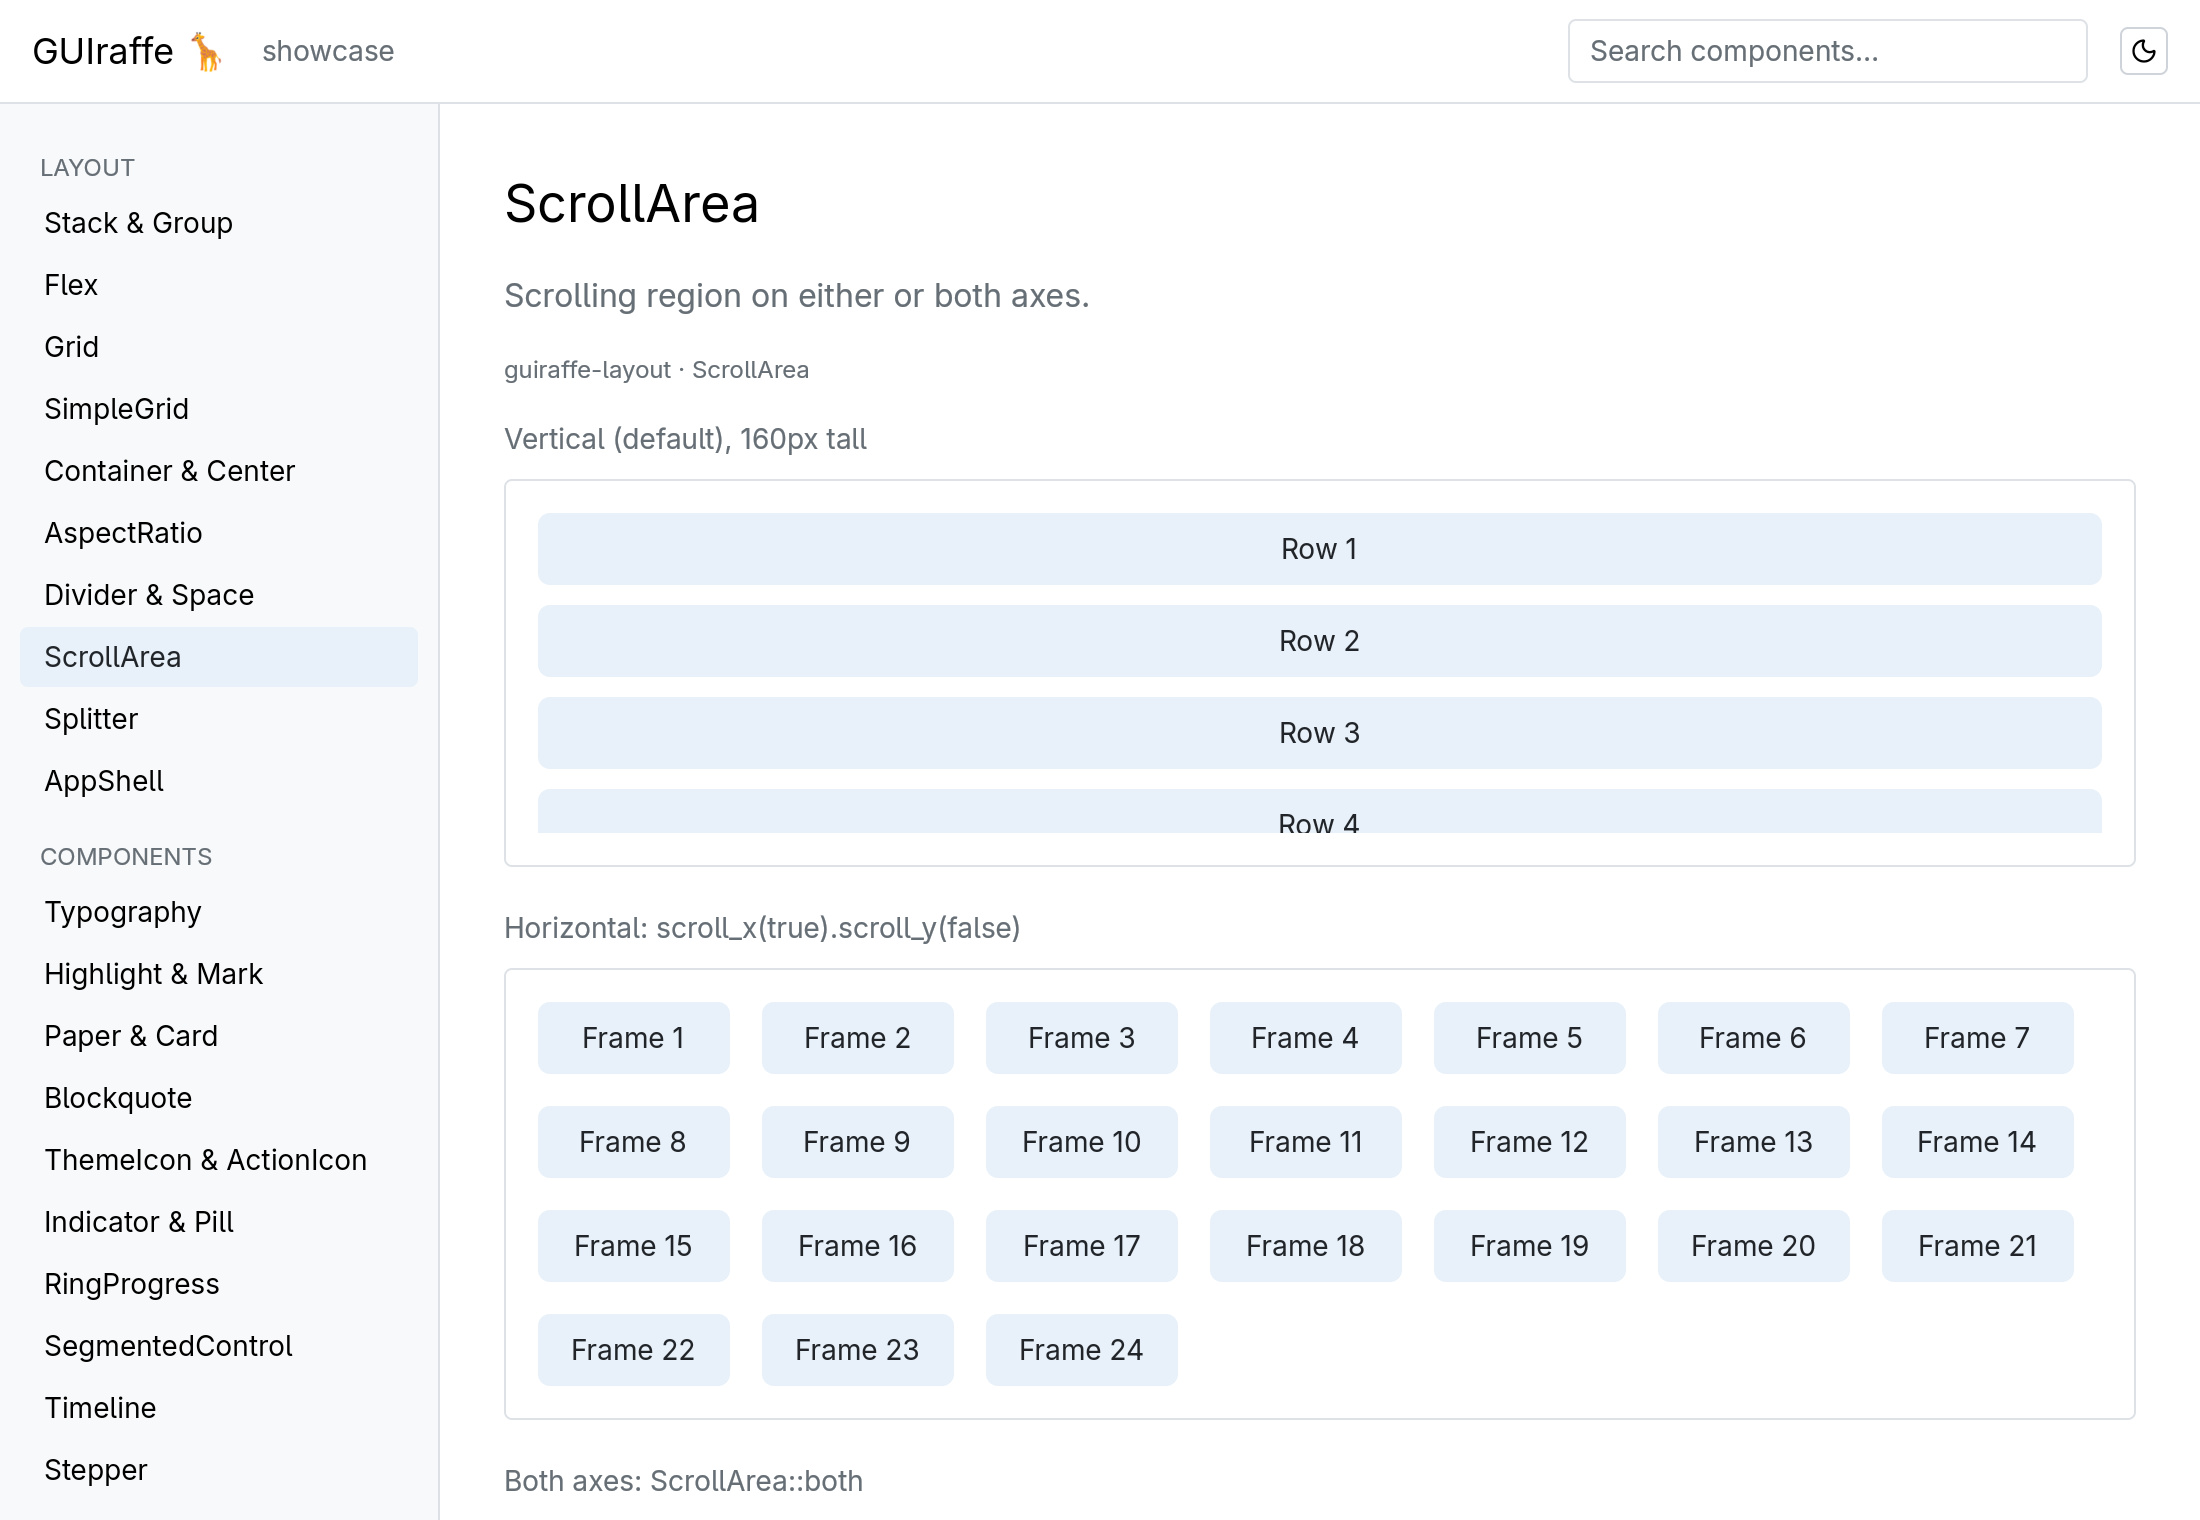 GUIraffe 🦒 showcase Search components...
LAYOUT
Stack & Group
Flex
Grid
SimpleGrid
Container & Center
AspectRatio
Divider & Space
ScrollArea
Splitter
AppShell
COMPONENTS
Typography
Highlight & Mark
Paper & Card
Blockquote
ThemeIcon & ActionIcon
Indicator & Pill
RingProgress
SegmentedControl
Timeline
Stepper
ScrollArea
Scrolling region on either or both axes.
guiraffe-layout · ScrollArea
Vertical (default), 160px tall
Row 1
Row 2
Row 3
Row 4
Horizontal: scroll_x(true).scroll_y(false)
Frame 1 Frame 2 Frame 3 Frame 4 Frame 5 Frame 6 Frame 7
Frame 8 Frame 9 Frame 10 Frame 11 Frame 12 Frame 13 Frame 14
Frame 15 Frame 16 Frame 17 Frame 18 Frame 19 Frame 20 Frame 21
Frame 22 Frame 23 Frame 24
Both axes: ScrollArea::both